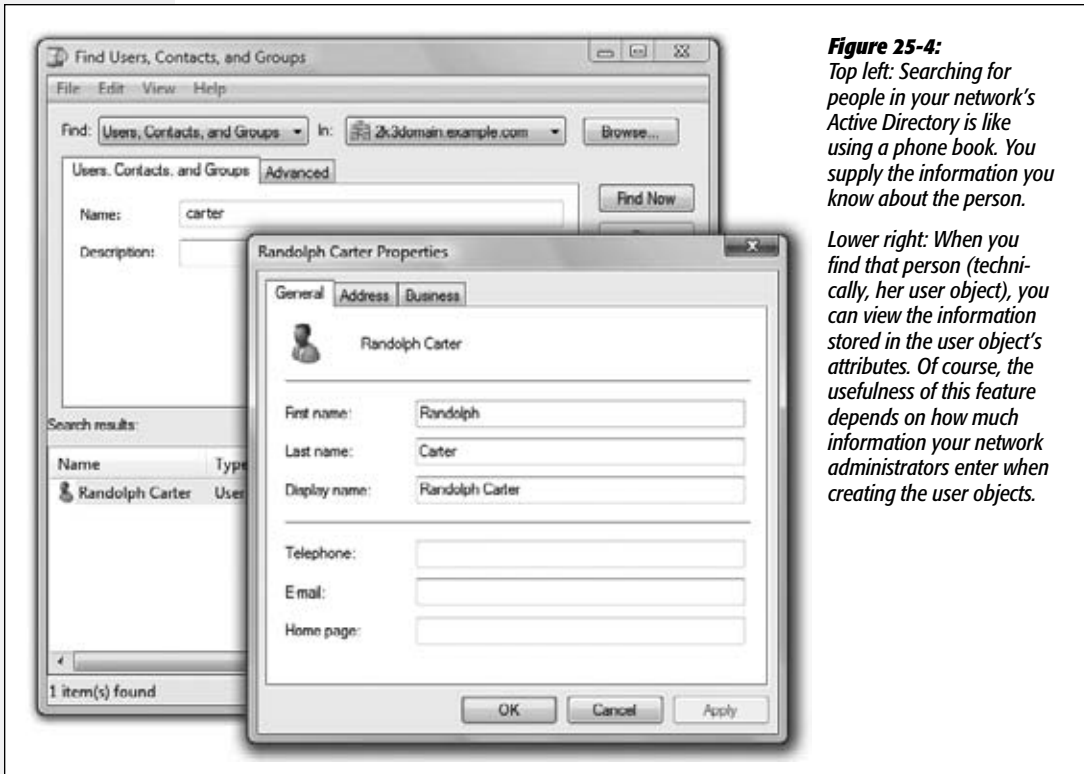 Find Users, Contacts, and Groups
File Edit View Help
Find: Users, Contacts, and Groups In: 2k3domain.example.com Browse...
Users, Contacts, and Groups Advanced
Find Now
Name: carter
Description:
Search results:
Name Type
Randolph Carter User
1 item(s) found
Randolph Carter Properties
General Address Business
Randolph Carter
First name: Randolph
Last name: Carter
Display name: Randolph Carter
Telephone:
E-mail:
Home page:
OK Cancel Apply
Figure 25-4:
Top left: Searching for
people in your network's
Active Directory is like
using a phone book. You
supply the information you
know about the person.
Lower right: When you
find that person (techni-
cally, her user object), you
can view the information
stored in the user object's
attributes. Of course, the
usefulness of this feature
depends on how much
information your network
administrators enter when
creating the user objects.